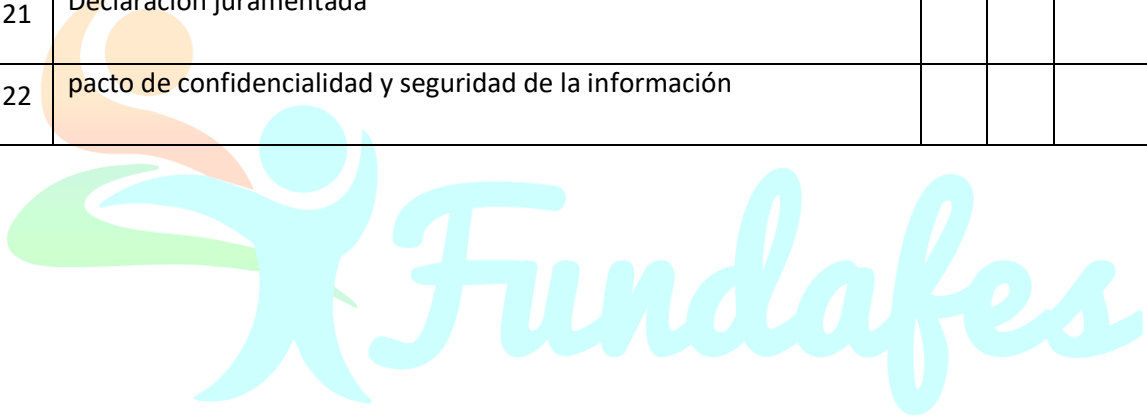 21 Declaración juramentada
22 pacto de confidencialidad y seguridad de la información
Fundafes